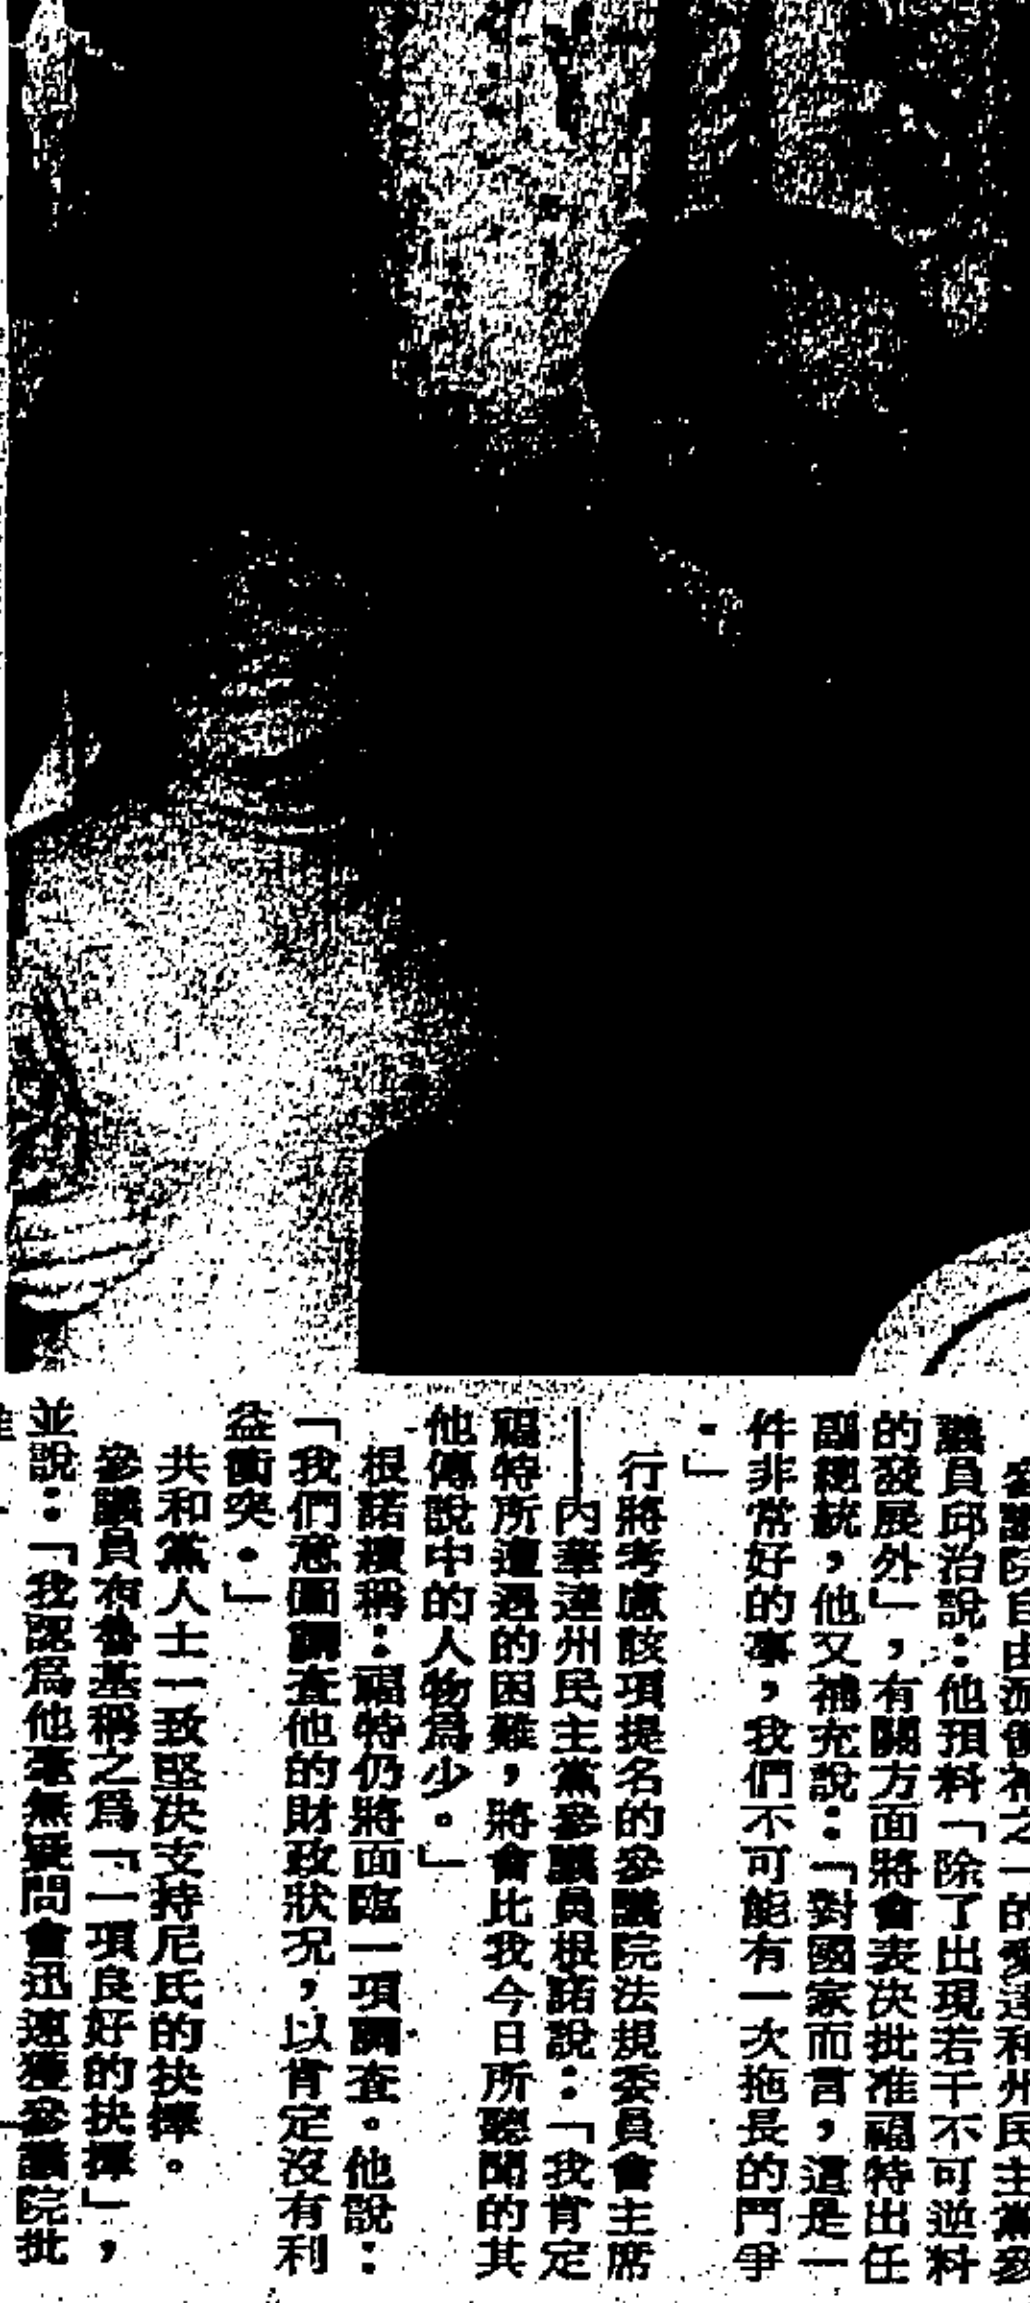 參議院自由派領袖之一的愛達和州民主黨參
議員邱治說：他預料「除了出現若干不可逆料
的發展外」，有關方面將會表決批准福特出任
副總統，他又補充說：「對國家而言，這是一
件非常好的事，我們不可能有一次拖長的鬥爭
。」
行將考慮該項提名的參議院法規委員會主席
——內華達州民主黨參議員根諾說：「我肯定
福特所遭遇的困難，將會比我今日所聽聞的其
他傳說中的人物為少。」
根諾續稱：福特仍將面臨一項調查。他說：
「我們意圖調查他的財政狀況，以肯定沒有利
益衝突。」
共和黨人士一致堅決支持尼氏的抉擇。
參議員布魯基稱之為「一項良好的抉擇」，
並說：「我認為他毫無疑問會迅速獲參議院批